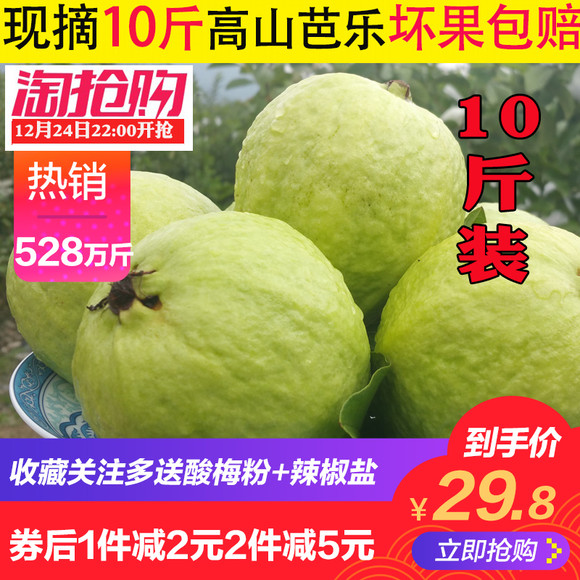 现摘10斤高山芭乐坏果包赔
淘抢购
12月24日22:00开抢
热销
528万斤
10斤装
到手价
¥29.8
立即抢购
收藏关注多送酸梅粉+辣椒盐
券后1件减2元2件减5元